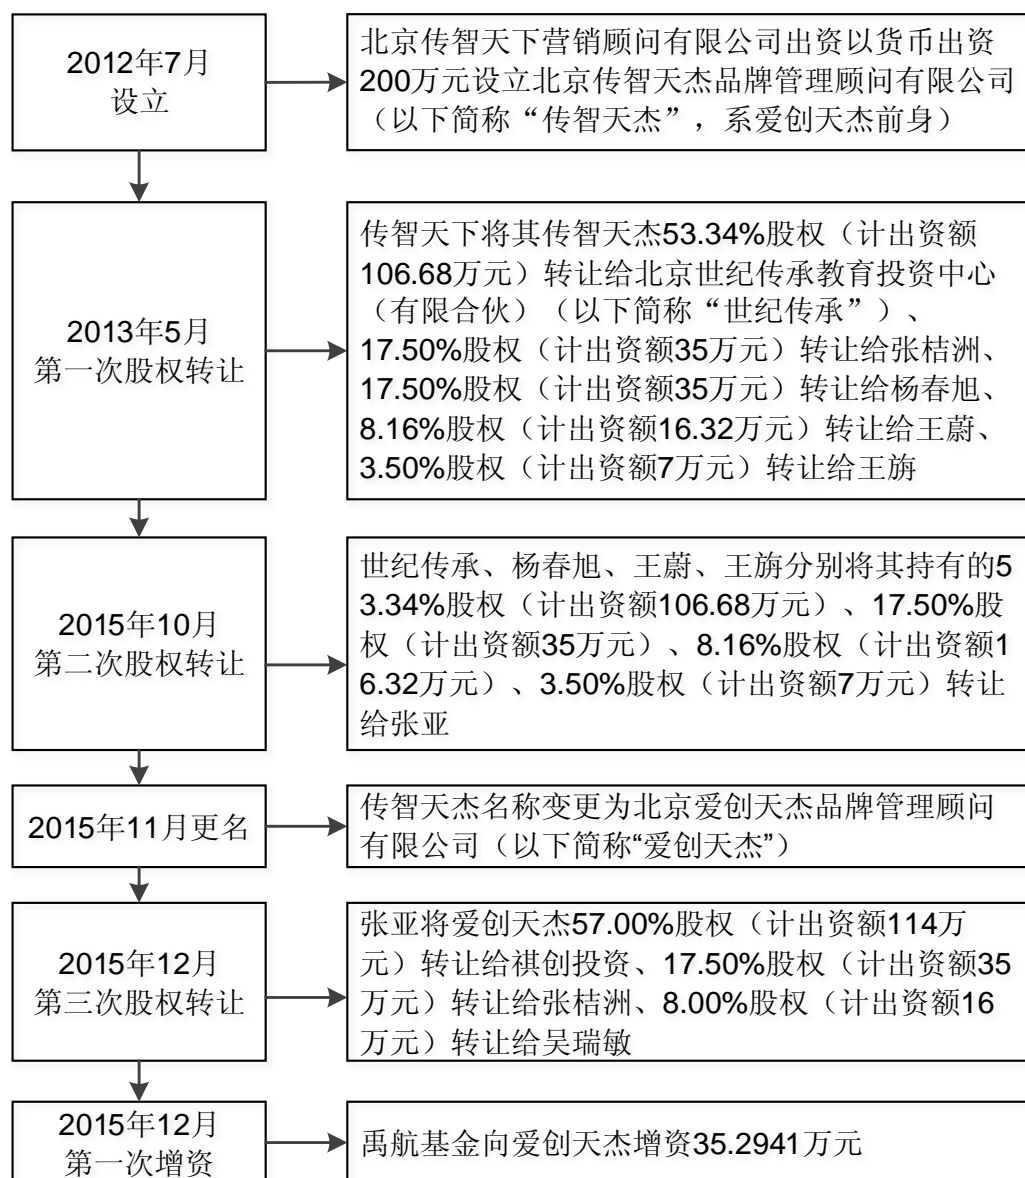 2012年7月
设立
北京传智天下营销顾问有限公司出资以货币出资
200万元设立北京传智天杰品牌管理顾问有限公司
（以下简称“传智天杰”，系爱创天杰前身）
2013年5月
第一次股权转让
传智天下将其传智天杰53.34%股权（计出资额
106.68万元）转让给北京世纪传承教育投资中心
（有限合伙）（以下简称“世纪传承”）、
17.50%股权（计出资额35万元）转让给张桔洲、
17.50%股权（计出资额35万元）转让给杨春旭、
8.16%股权（计出资额16.32万元）转让给王蔚、
3.50%股权（计出资额7万元）转让给王旃
2015年10月
第二次股权转让
世纪传承、杨春旭、王蔚、王旃分别将其持有的5
3.34%股权（计出资额106.68万元）、17.50%股
权（计出资额35万元）、8.16%股权（计出资额1
6.32万元）、3.50%股权（计出资额7万元）转让
给张亚
2015年11月更名
传智天杰名称变更为北京爱创天杰品牌管理顾问
有限公司（以下简称“爱创天杰”）
2015年12月
第三次股权转让
张亚将爱创天杰57.00%股权（计出资额114万
元）转让给祺创投资、17.50%股权（计出资额35
万元）转让给张桔洲、8.00%股权（计出资额16
万元）转让给吴瑞敏
2015年12月
第一次增资
禹航基金向爱创天杰增资35.2941万元